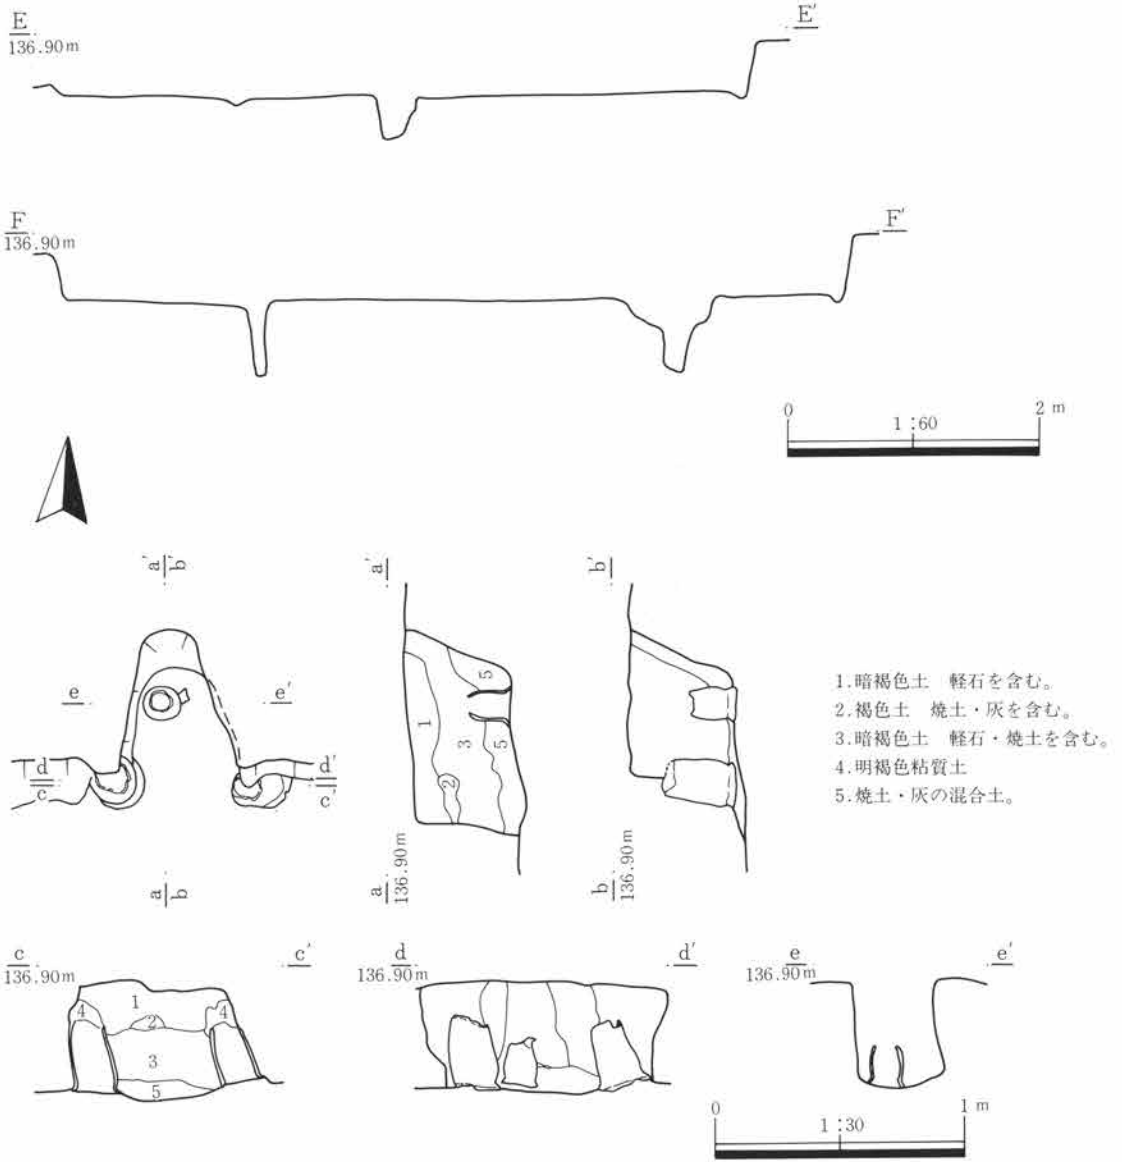 E E′
136.90m
F F′
136.90m
0 2 m
1：60
a′ b′
a′
b′
e e′
d d′
c c′
a b
1
2
3
5
5
a
136.90m
b
136.90m
1.暗褐色土　軽石を含む。
2.褐色土　焼土・灰を含む。
3.暗褐色土　軽石・焼土を含む。
4.明褐色粘質土
5.焼土・灰の混合土。
c c′
136.90m
1
4 2 4
3
5
d d′
136.90m
e e′
136.90m
0 1 m
1：30